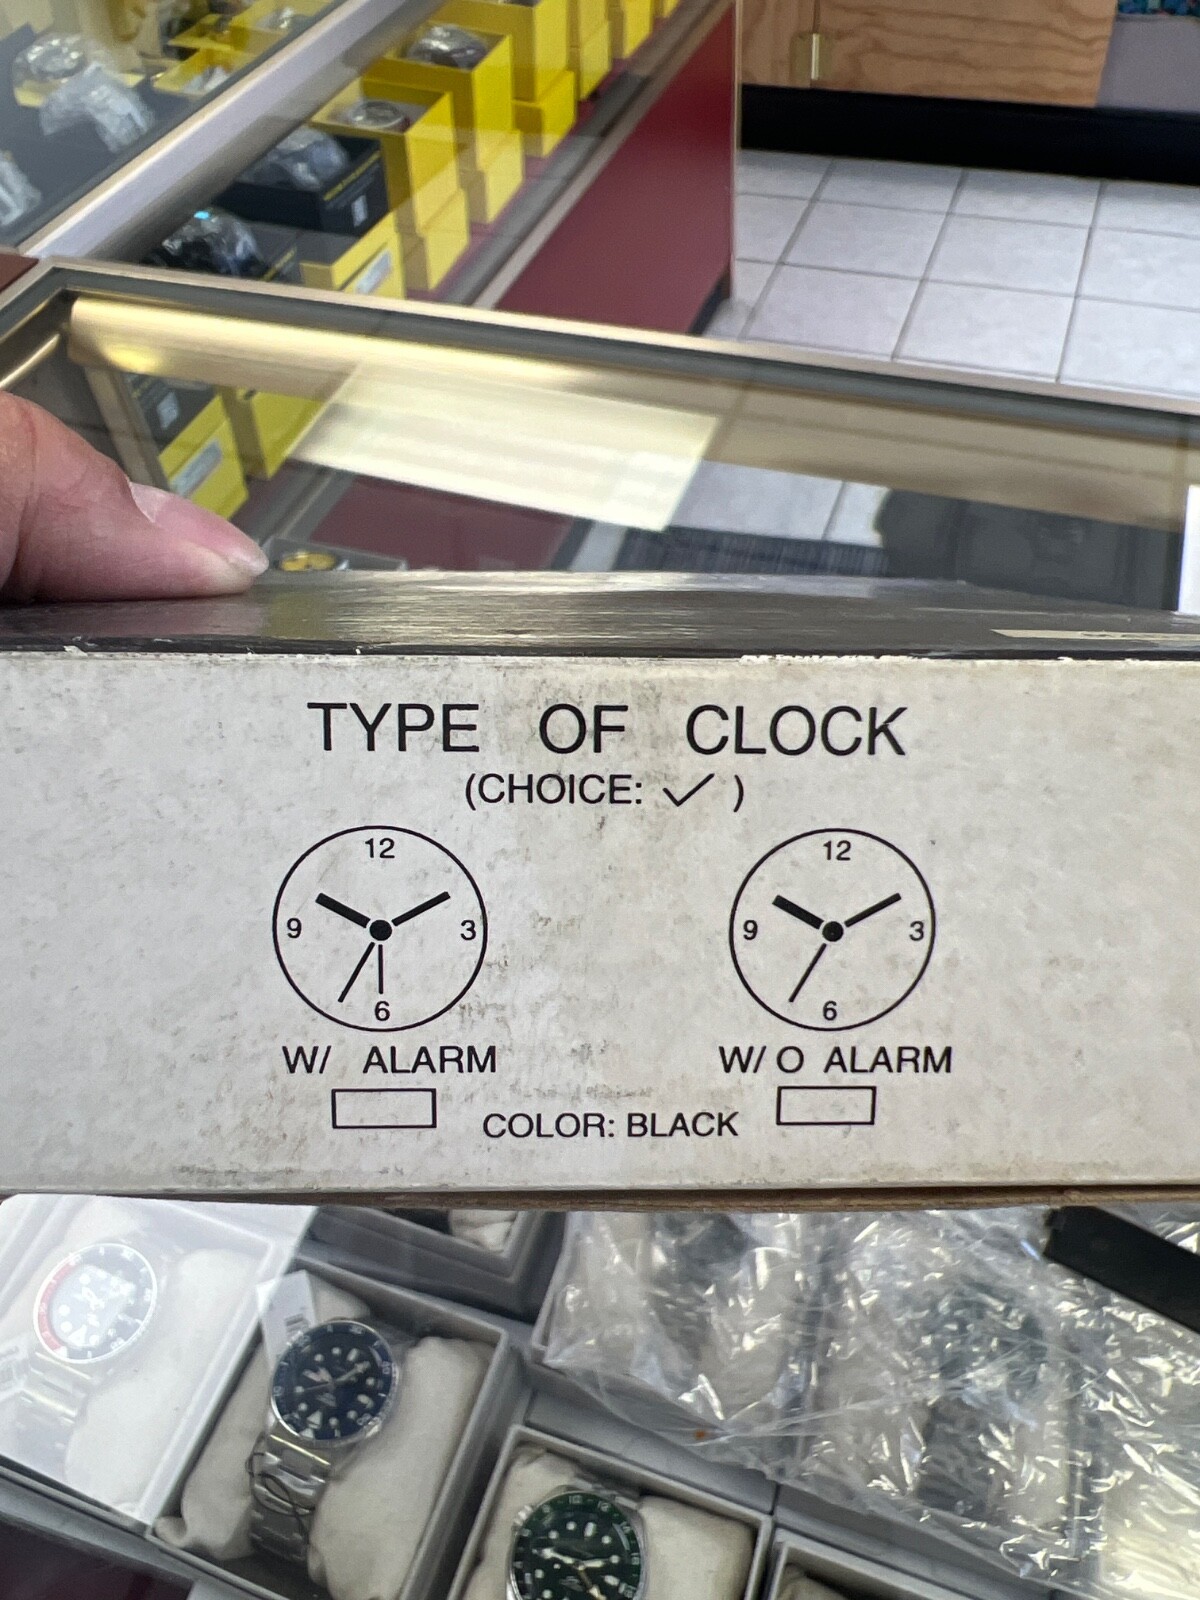 TYPE OF CLOCK
(CHOICE: ✓ )
12 12
9 3 9 3
6 6
W/ ALARM W/ O ALARM
COLOR: BLACK